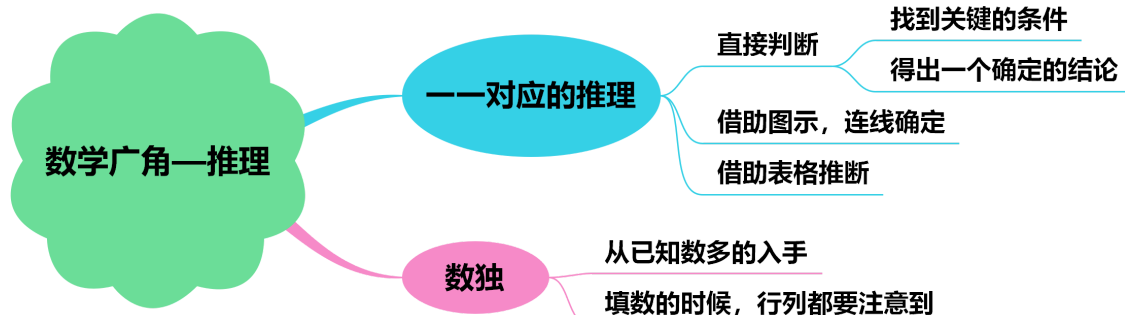 数学广角—推理
一一对应的推理
直接判断
找到关键的条件
得出一个确定的结论
借助图示，连线确定
借助表格推断
数独
从已知数多的入手
填数的时候，行列都要注意到